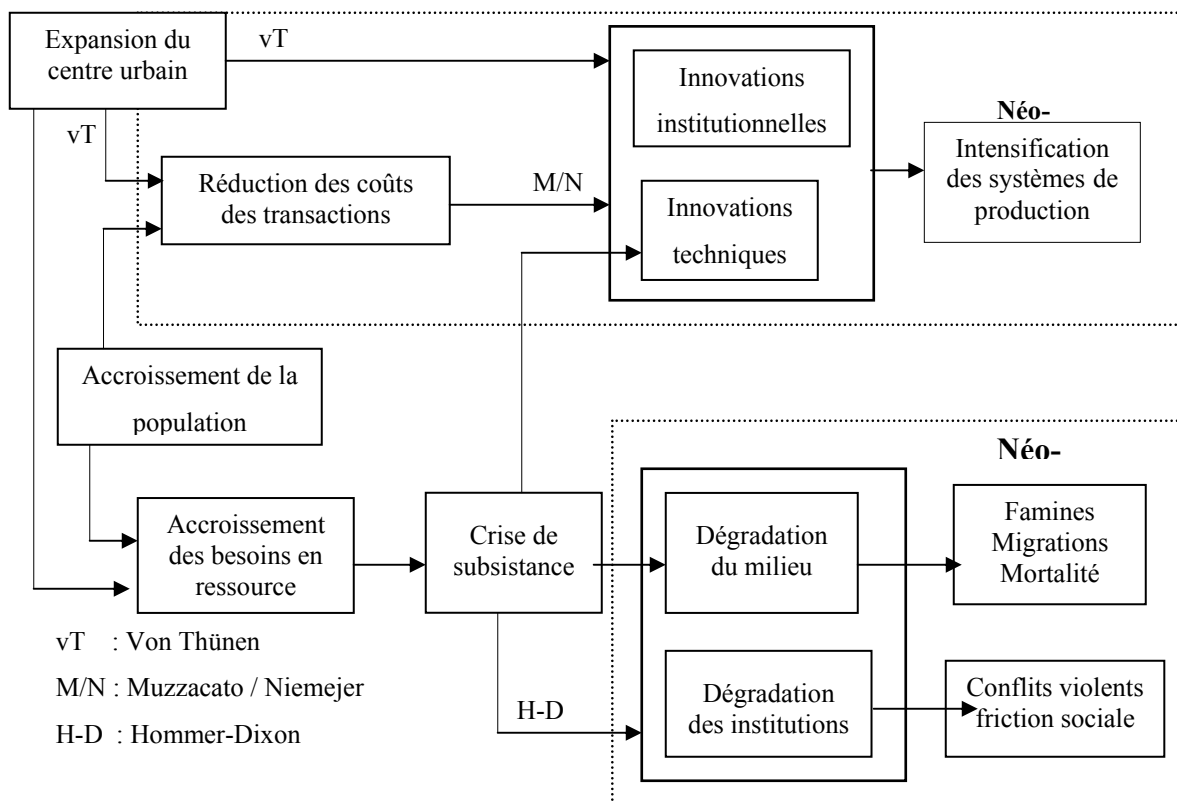 Expansion du
centre urbain
vT
vT
Réduction des coûts
des transactions
M/N
Innovations
institutionnelles
Innovations
techniques
Néo-
Intensification
des systèmes de
production
Accroissement de la
population
Accroissement
des besoins en
ressource
Crise de
subsistance
H-D
Néo-
Dégradation
du milieu
Dégradation
des institutions
Famines
Migrations
Mortalité
Conflits violents
friction sociale
vT : Von Thünen
M/N : Muzzacato / Niemejer
H-D : Hommer-Dixon